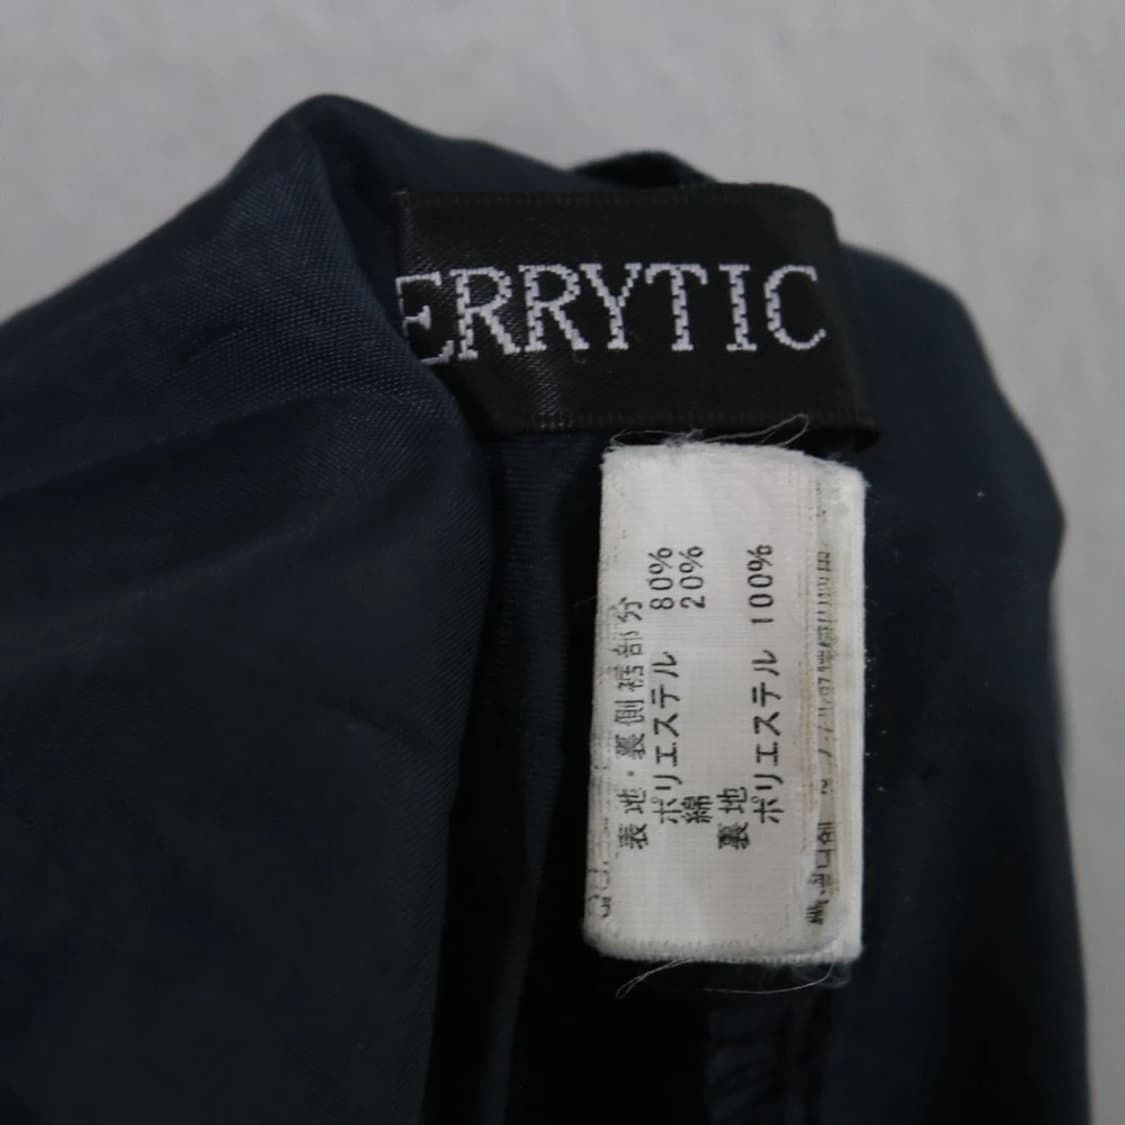 ERRYTIC
表地・裏側裾部分
ポリエステル 80%
綿 20%
裏地
ポリエステル 100%